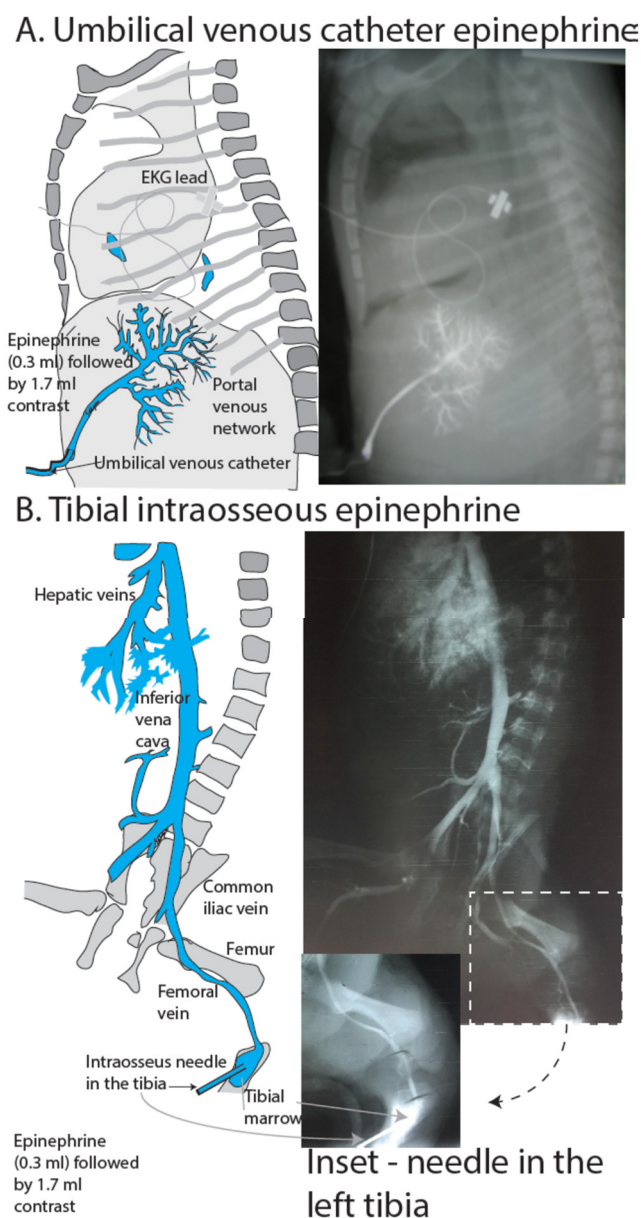 A. Umbilical venous catheter epinephrine
EKG lead
Epinephrine
(0.3 ml) followed
by 1.7 ml
contrast
Portal
venous
network
Umbilical venous catheter
B. Tibial intraosseous epinephrine
Hepatic veins
Inferior
vena
cava
Common
iliac vein
Femur
Femoral
vein
Intraosseus needle
in the tibia
Tibial
marrow
Epinephrine
(0.3 ml) followed
by 1.7 ml
contrast
Inset - needle in the
left tibia